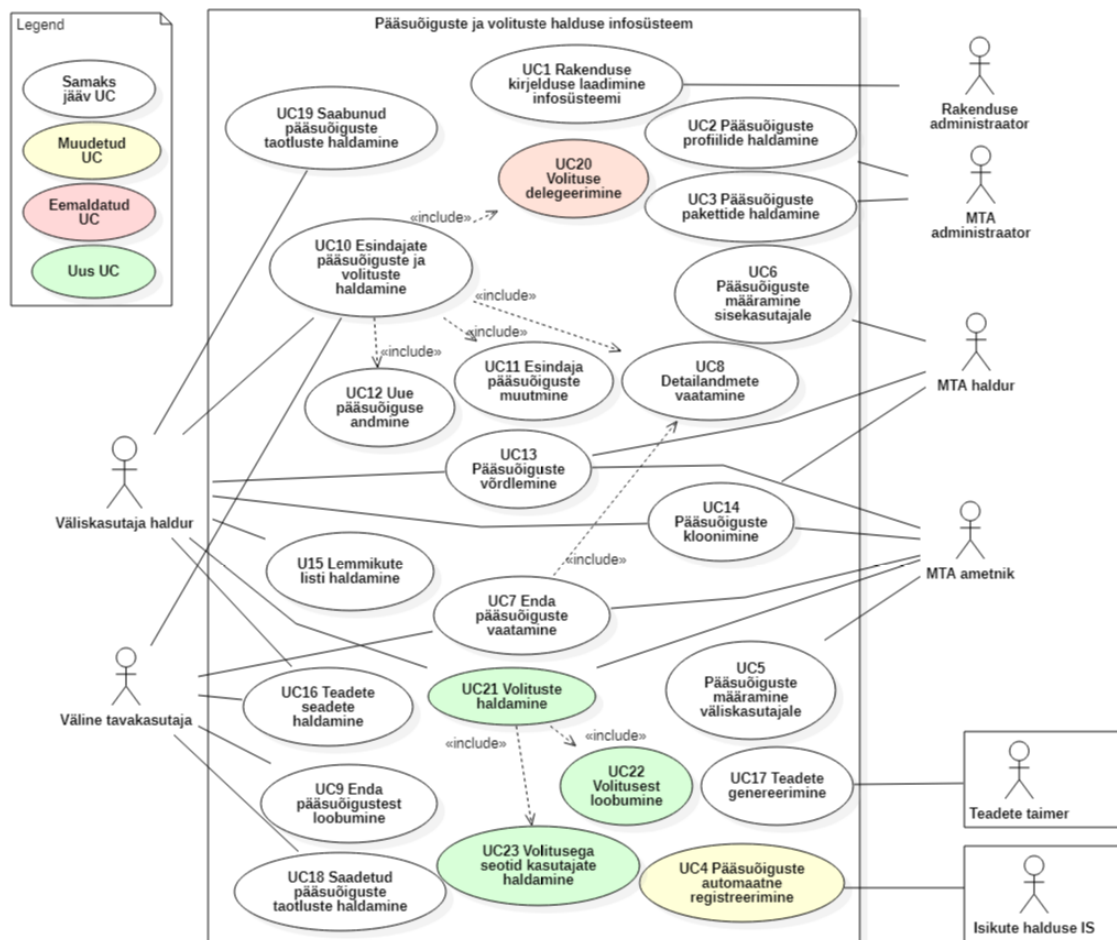 Legend
Samaks
jääv UC
Muudetud
UC
Eemaldatud
UC
Uus UC
Pääsuõiguste ja volituste halduse infosüsteem
UC1 Rakenduse
kirjelduse laadimine
infosüsteemi
UC19 Saabunud
pääsuõiguste
taotluste haldamine
UC2 Pääsuõiguste
profiilide haldamine
UC20
Volituse
delegeerimine
UC3 Pääsuõiguste
pakettide haldamine
«include»
UC10 Esindajate
pääsuõiguste ja
volituste
haldamine
UC6
Pääsuõiguste
määramine
sisekasutajale
«include»
«include»
UC11 Esindaja
pääsuõiguste
muutmine
UC8
Detailandmete
vaatamine
UC12 Uue
pääsuõiguse
andmine
UC13
Pääsuõiguste
võrdlemine
UC14
Pääsuõiguste
kloonimine
U15 Lemmikute
listi haldamine
«include»
UC7 Enda
pääsuõiguste
vaatamine
UC21 Volituste
haldamine
UC5
Pääsuõiguste
määramine
väliskasutajale
UC16 Teadete
seadete
haldamine
«include»
«include»
UC22
Volitusest
loobumine
UC17 Teadete
genereerimine
UC9 Enda
pääsuõigustest
loobumine
UC23 Volitusega
seotid kasutajate
haldamine
UC4 Pääsuõiguste
automaatne
registreerimine
UC18 Saadetud
pääsuõiguste
taotluste haldamine
Väliskasutaja haldur
Väline tavakasutaja
Rakenduse
administraator
MTA
administraator
MTA haldur
MTA ametnik
Teadete taimer
Isikute halduse IS